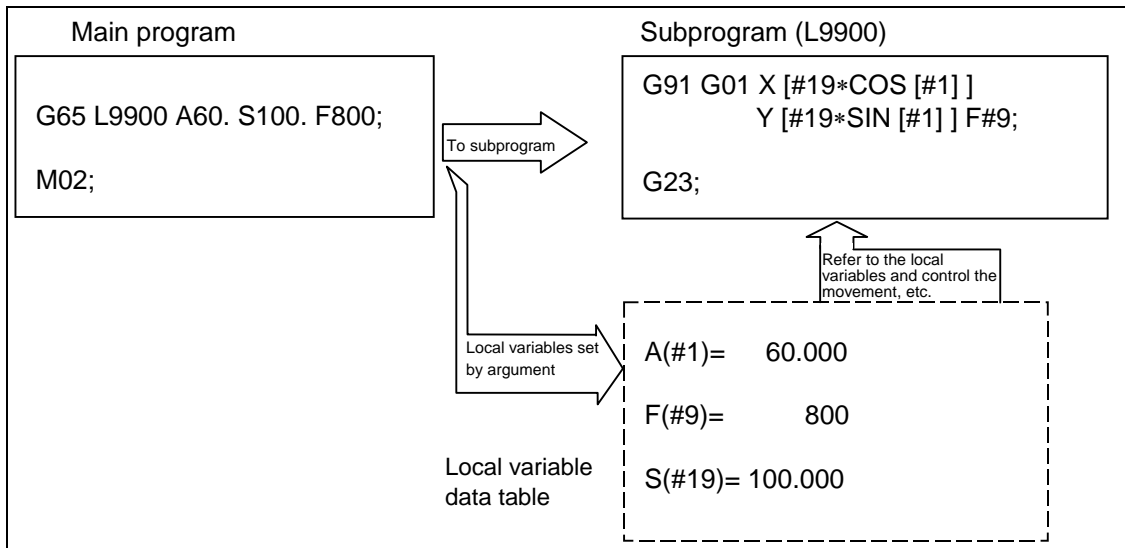 Main program
G65 L9900 A60. S100. F800;
M02;
To subprogram
Subprogram (L9900)
G91 G01 X [#19∗COS [#1] ]
Y [#19∗SIN [#1] ] F#9;
G23;
Refer to the local
variables and control the
movement, etc.
Local variables set
by argument
A(#1)= 60.000
F(#9)= 800
S(#19)= 100.000
Local variable
data table